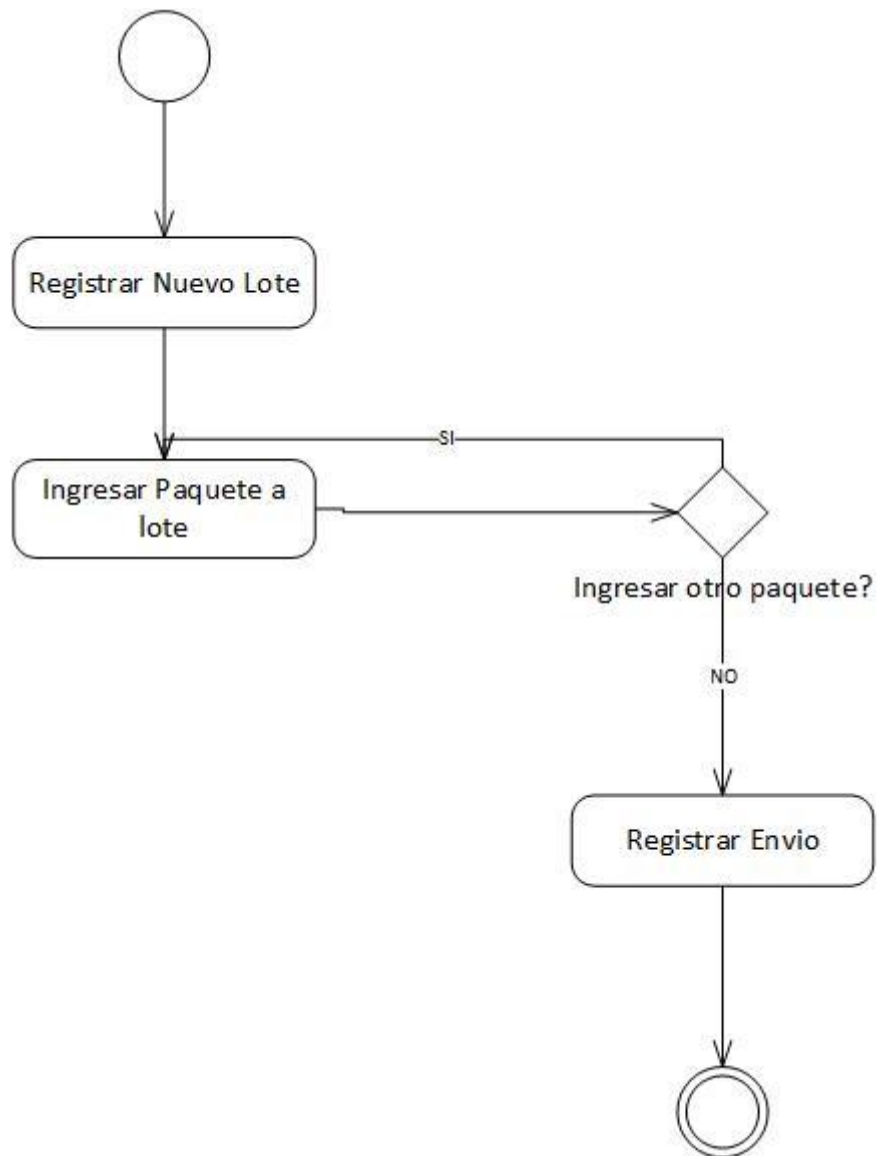 Registrar Nuevo Lote
SI
Ingresar Paquete a
lote
Ingresar otro paquete?
NO
Registrar Envio